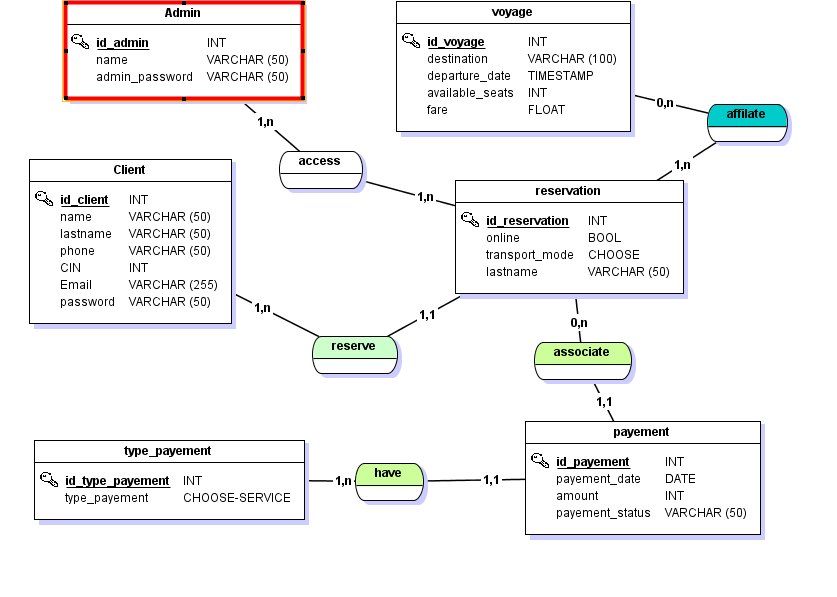 Admin
id_admin INT
name VARCHAR (50)
admin_password VARCHAR (50)
voyage
id_voyage INT
destination VARCHAR (100)
departure_date TIMESTAMP
available_seats INT
fare FLOAT
0,n
affilate
1,n
1,n
access
1,n
Client
id_client INT
name VARCHAR (50)
lastname VARCHAR (50)
phone VARCHAR (50)
CIN INT
Email VARCHAR (255)
password VARCHAR (50)
reservation
id_reservation INT
online BOOL
transport_mode CHOOSE
lastname VARCHAR (50)
1,n
reserve
1,1
0,n
associate
1,1
type_payement
id_type_payement INT
type_payement CHOOSE-SERVICE
1,n
have
1,1
payement
id_payement INT
payement_date DATE
amount INT
payement_status VARCHAR (50)